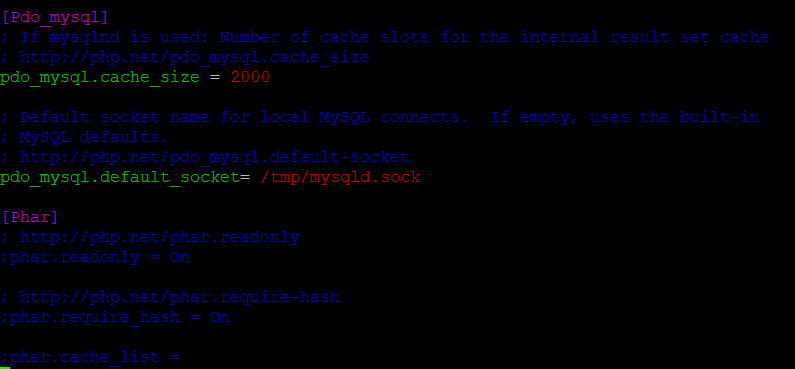 [Pdo_mysql]
; If mysqlnd is used: Number of cache slots for the internal result set cache
; http://php.net/pdo_mysql.cache_size
pdo_mysql.cache_size = 2000
; Default socket name for local MySQL connects.  If empty, uses the built-in
; MySQL defaults.
; http://php.net/pdo_mysql.default-socket
pdo_mysql.default_socket= /tmp/mysqld.sock
[Phar]
; http://php.net/phar.readonly
;phar.readonly = On
; http://php.net/phar.require-hash
;phar.require_hash = On
;phar.cache_list =